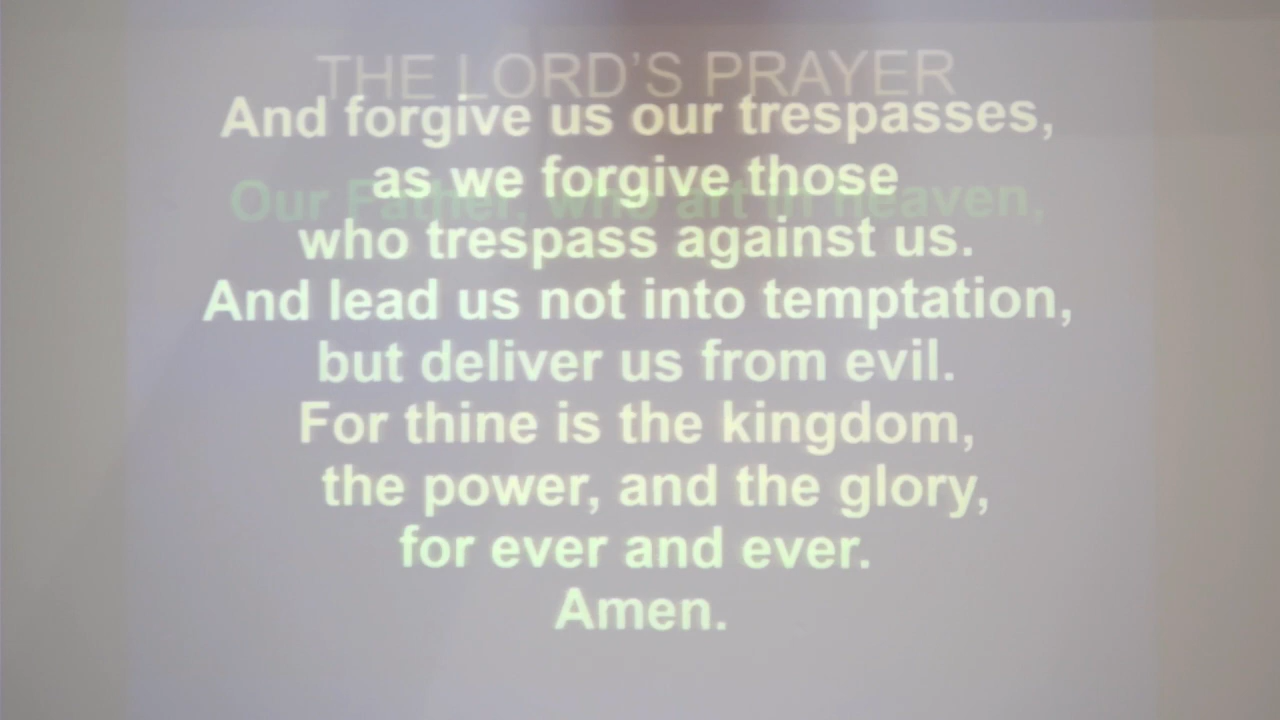 THE LORD'S PRAYER
And forgive us our trespasses,
as we forgive those
Our Father, who art in heaven,
who trespass against us.
And lead us not into temptation,
but deliver us from evil.
For thine is the kingdom,
the power, and the glory,
for ever and ever.
Amen.